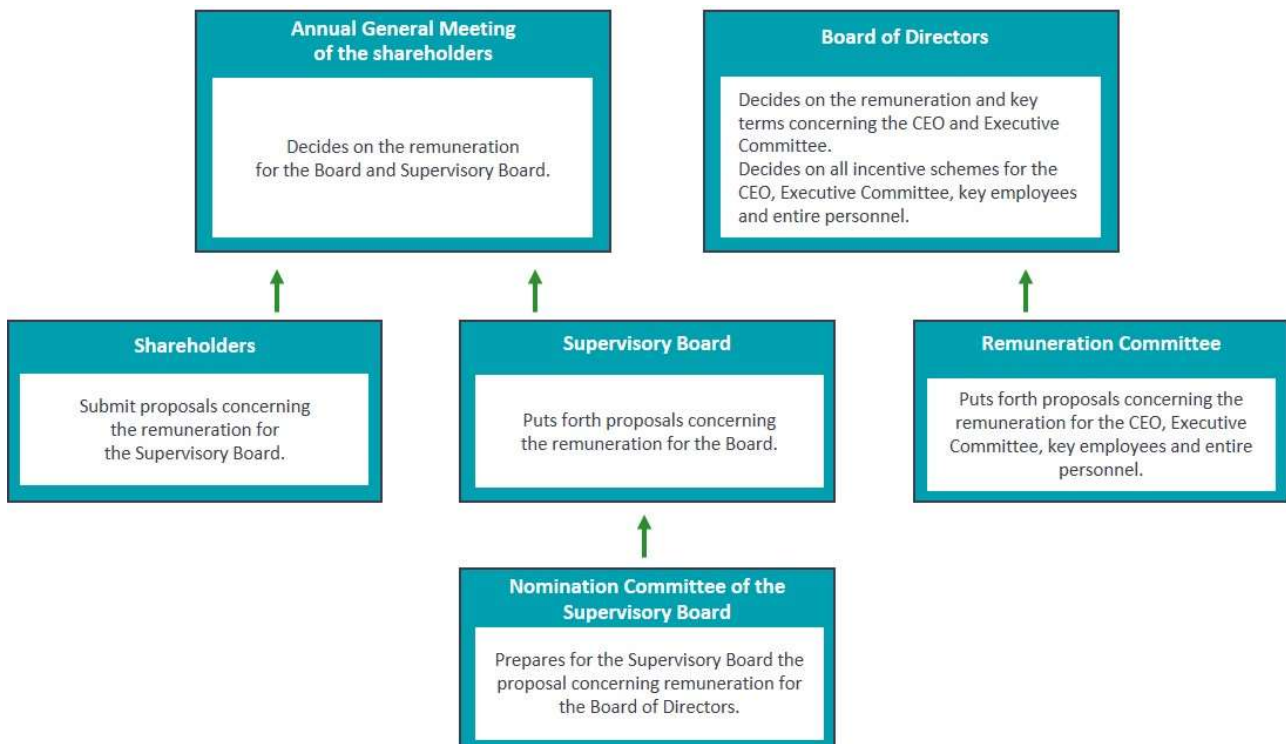 Annual General Meeting
of the shareholders
Decides on the remuneration
for the Board and Supervisory Board.
Board of Directors
Decides on the remuneration and key
terms concerning the CEO and Executive
Committee.
Decides on all incentive schemes for the
CEO, Executive Committee, key employees
and entire personnel.
Shareholders
Submit proposals concerning
the remuneration for
the Supervisory Board.
Supervisory Board
Puts forth proposals concerning
the remuneration for the Board.
Remuneration Committee
Puts forth proposals concerning the
remuneration for the CEO, Executive
Committee, key employees and entire
personnel.
Nomination Committee of the
Supervisory Board
Prepares for the Supervisory Board the
proposal concerning remuneration for
the Board of Directors.